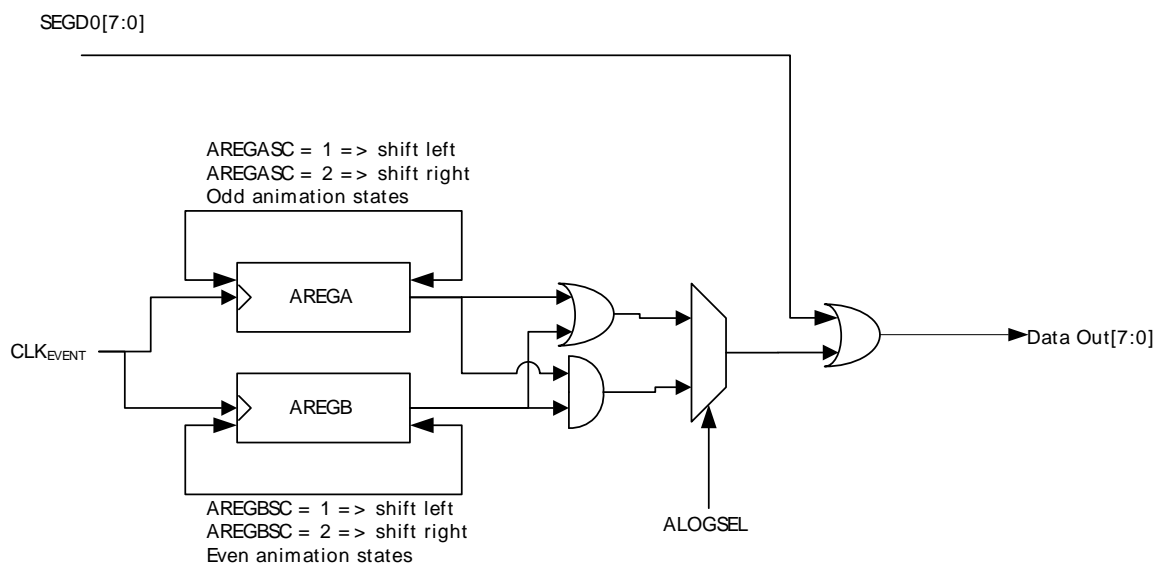 SEGD0[7:0]
AREGASC = 1 => shift left
AREGASC = 2 => shift right
Odd animation states
AREGA
CLKEVENT
Data Out[7:0]
AREGB
AREGBSC = 1 => shift left
AREGBSC = 2 => shift right
Even animation states
ALOGSEL